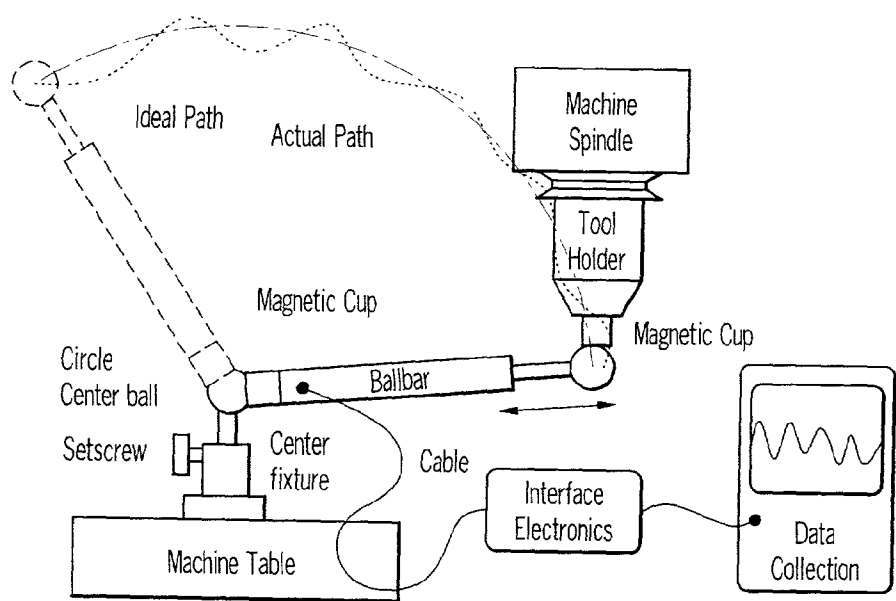 Machine
Spindle
Ideal Path
Actual Path
Tool
Holder
Magnetic Cup
Magnetic Cup
Circle
Center ball
Ballbar
Setscrew
Center
fixture
Cable
Interface
Electronics
Data
Collection
Machine Table